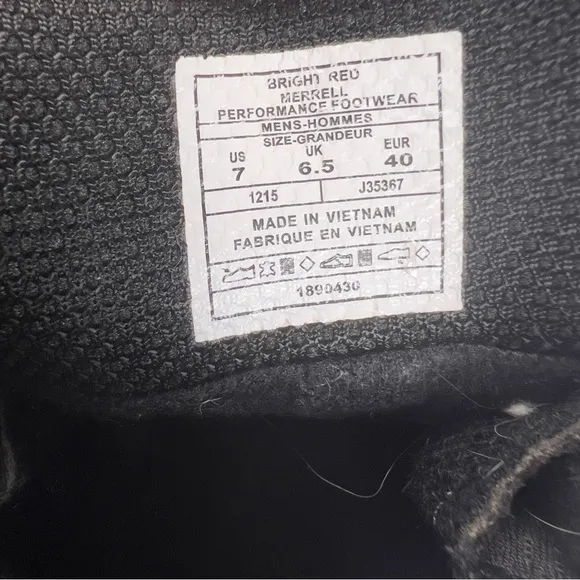 BRIGHT RED
MERRELL
PERFORMANCE FOOTWEAR
MENS-HOMMES
SIZE-GRANDEUR
US UK EUR
7 6.5 40
1215 J35367
MADE IN VIETNAM
FABRIQUE EN VIETNAM
1890430